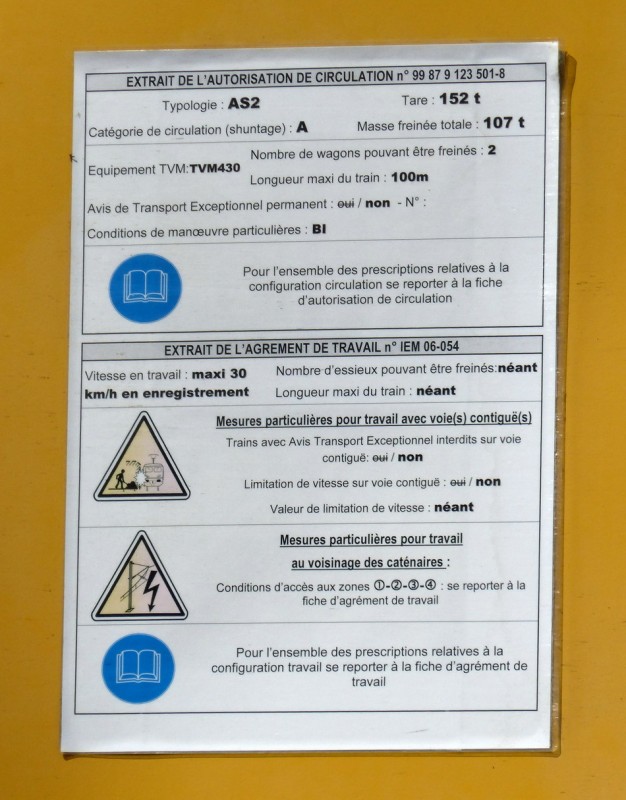 EXTRAIT DE L'AUTORISATION DE CIRCULATION n° 99 87 9 123 501-8
Typologie : AS2 Tare : 152 t
Catégorie de circulation (shuntage) : A Masse freinée totale : 107 t
Equipement TVM:TVM430 Nombre de wagons pouvant être freinés : 2
Longueur maxi du train : 100m
Avis de Transport Exceptionnel permanent : oui / non - N° :
Conditions de manœuvre particulières : BI
Pour l'ensemble des prescriptions relatives à la
configuration circulation se reporter à la fiche
d'autorisation de circulation
EXTRAIT DE L'AGREMENT DE TRAVAIL n° IEM 06-054
Vitesse en travail : maxi 30 Nombre d'essieux pouvant être freinés:néant
km/h en enregistrement Longueur maxi du train : néant
Mesures particulières pour travail avec voie(s) contiguë(s)
Trains avec Avis Transport Exceptionnel interdits sur voie
contiguë: oui / non
Limitation de vitesse sur voie contiguë : oui / non
Valeur de limitation de vitesse : néant
Mesures particulières pour travail
au voisinage des caténaires :
Conditions d'accès aux zones ①-②-③-④ : se reporter à la
fiche d'agrément de travail
Pour l'ensemble des prescriptions relatives à la
configuration travail se reporter à la fiche d'agrément de
travail